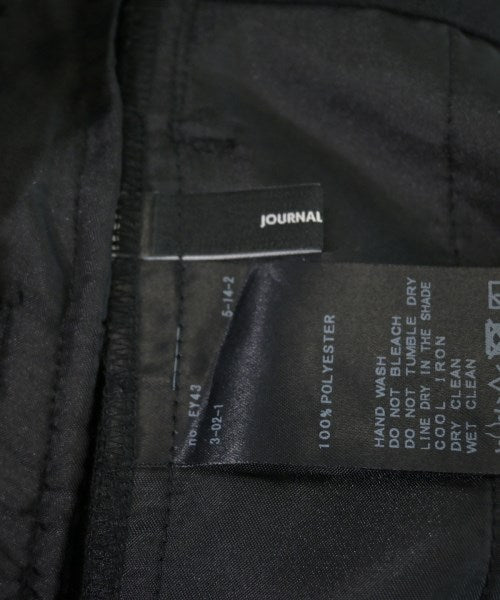 JOURNAL
100% POLYESTER
HAND WASH
DO NOT BLEACH
DO NOT TUMBLE DRY
LINE DRY IN THE SHADE
COOL IRON
DRY CLEAN
WET CLEAN
5-14-2
EY43
3-02-1